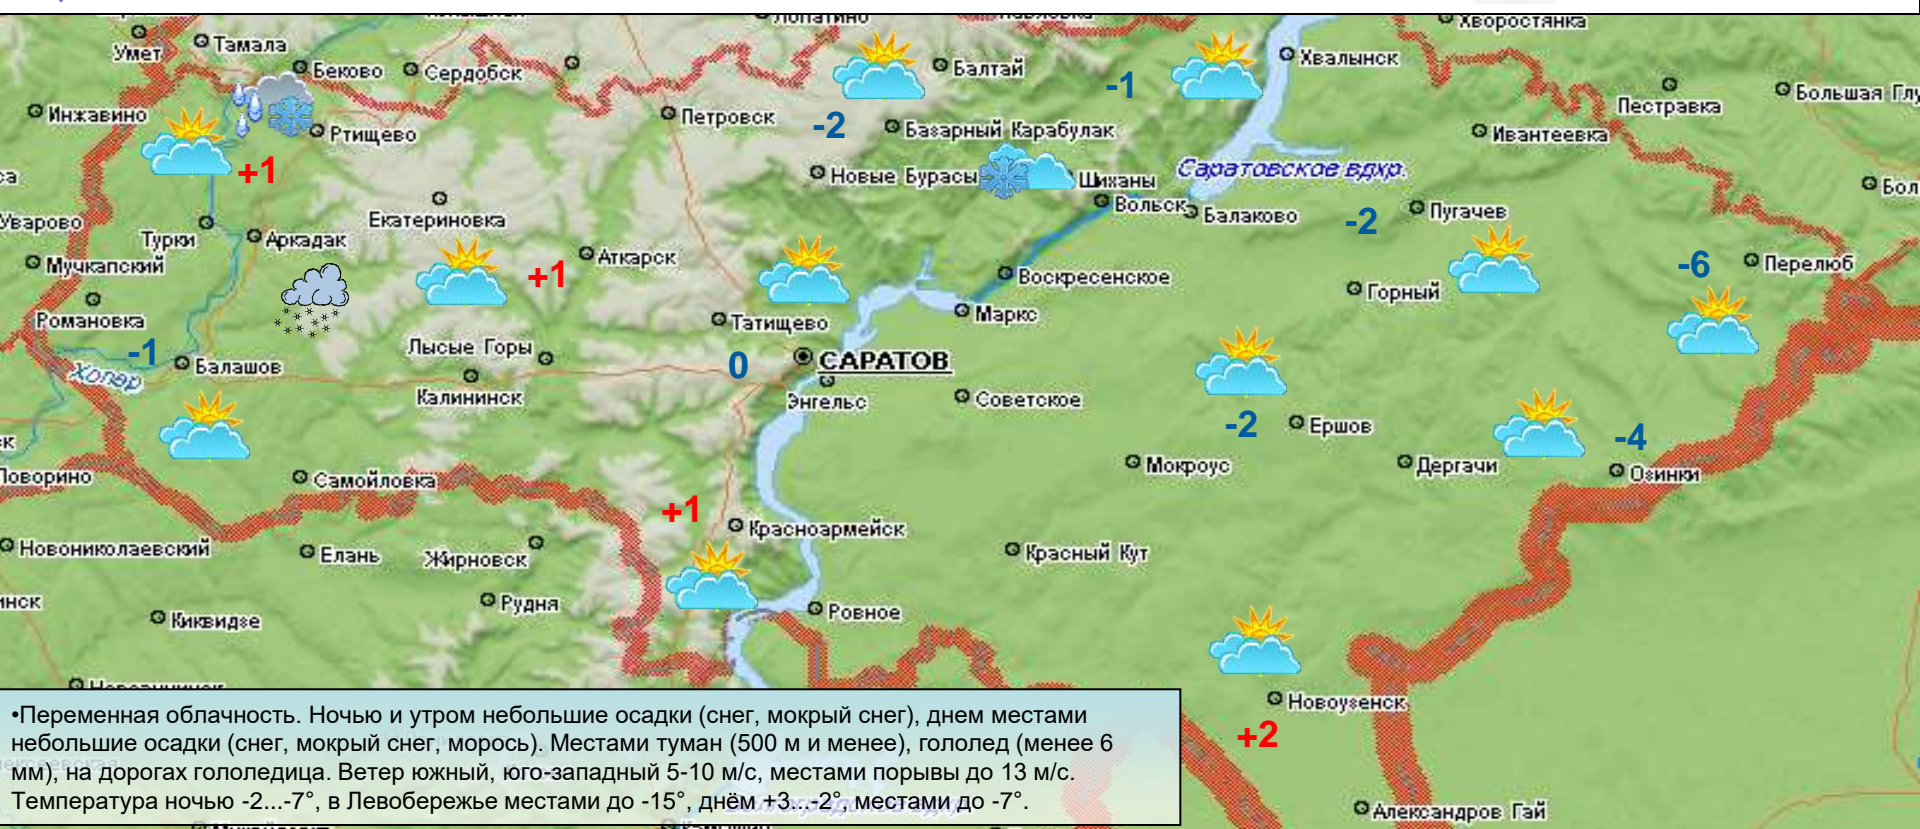 Лопатино
Хворостянка
Умет
Тамала
Беково
Сердобск
Балтай
-1
Хвалынск
Пестравка
Большая Глу
Инжавино
Ртищево
+1
Петровск
-2
Базарный Карабулак
Ивантеевка
Новые Бурасы
Шиханы
Саратовское вдхр.
Бол
Уварово
Турки
Аркадак
Екатериновка
Вольск
Балаково
-2
Пугачев
Мучкапский
+1
Аткарск
Воскресенское
Горный
-6
Перелюб
Романовка
-1
Хопер
Балашов
Лысые Горы
Калининск
Татищево
0
САРАТОВ
Энгельс
Маркс
Советское
-2
Ершов
Мокроус
Дергачи
-4
Озинки
Поворино
Самойловка
+1
Красноармейск
Новониколаевский
Елань
Жирновск
Красный Кут
инск
Киквидзе
Рудня
Ровное
Новоузенск
+2
Александров Гай
•Переменная облачность. Ночью и утром небольшие осадки (снег, мокрый снег), днем местами
небольшие осадки (снег, мокрый снег, морось). Местами туман (500 м и менее), гололед (менее 6
мм), на дорогах гололедица. Ветер южный, юго-западный 5-10 м/с, местами порывы до 13 м/с.
Температура ночью -2...-7°, в Левобережье местами до -15°, днём +3...-2°, местами до -7°.